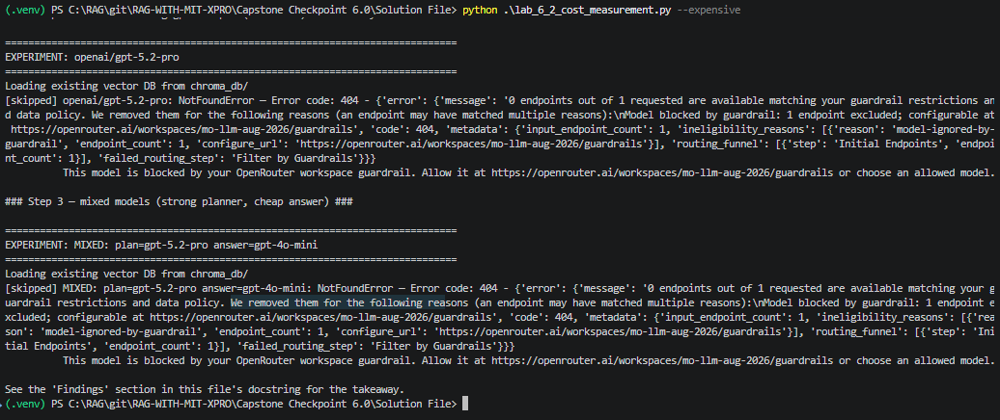 (.venv) PS C:\RAG\git\RAG-WITH-MIT-XPRO\Capstone Checkpoint 6.0\Solution File> python .\lab_6_2_cost_measurement.py --expensive
==============================================================================
EXPERIMENT: openai/gpt-5.2-pro
==============================================================================
Loading existing vector DB from chroma_db/
[skipped] openai/gpt-5.2-pro: NotFoundError — Error code: 404 - {'error': {'message': '0 endpoints out of 1 requested are available matching your guardrail restrictions an
d data policy. We removed them for the following reasons (an endpoint may have matched multiple reasons):\nModel blocked by guardrail: 1 endpoint excluded; configurable at
https://openrouter.ai/workspaces/mo-llm-aug-2026/guardrails', 'code': 404, 'metadata': {'input_endpoint_count': 1, 'ineligibility_reasons': [{'reason': 'model-ignored-by-
guardrail', 'endpoint_count': 1, 'configure_url': 'https://openrouter.ai/workspaces/mo-llm-aug-2026/guardrails'}], 'routing_funnel': [{'step': 'Initial Endpoints', 'endpoi
nt_count': 1}], 'failed_routing_step': 'Filter by Guardrails'}}}
This model is blocked by your OpenRouter workspace guardrail. Allow it at https://openrouter.ai/workspaces/mo-llm-aug-2026/guardrails or choose an allowed model.
### Step 3 — mixed models (strong planner, cheap answer) ###
==============================================================================
EXPERIMENT: MIXED: plan=gpt-5.2-pro answer=gpt-4o-mini
==============================================================================
Loading existing vector DB from chroma_db/
[skipped] MIXED: plan=gpt-5.2-pro answer=gpt-4o-mini: NotFoundError — Error code: 404 - {'error': {'message': '0 endpoints out of 1 requested are available matching your g
uardrail restrictions and data policy. We removed them for the following reasons (an endpoint may have matched multiple reasons):\nModel blocked by guardrail: 1 endpoint e
xcluded; configurable at https://openrouter.ai/workspaces/mo-llm-aug-2026/guardrails', 'code': 404, 'metadata': {'input_endpoint_count': 1, 'ineligibility_reasons': [{'rea
son': 'model-ignored-by-guardrail', 'endpoint_count': 1, 'configure_url': 'https://openrouter.ai/workspaces/mo-llm-aug-2026/guardrails'}], 'routing_funnel': [{'step': 'Ini
tial Endpoints', 'endpoint_count': 1}], 'failed_routing_step': 'Filter by Guardrails'}}}
This model is blocked by your OpenRouter workspace guardrail. Allow it at https://openrouter.ai/workspaces/mo-llm-aug-2026/guardrails or choose an allowed model.
See the 'Findings' section in this file's docstring for the takeaway.
(.venv) PS C:\RAG\git\RAG-WITH-MIT-XPRO\Capstone Checkpoint 6.0\Solution File>